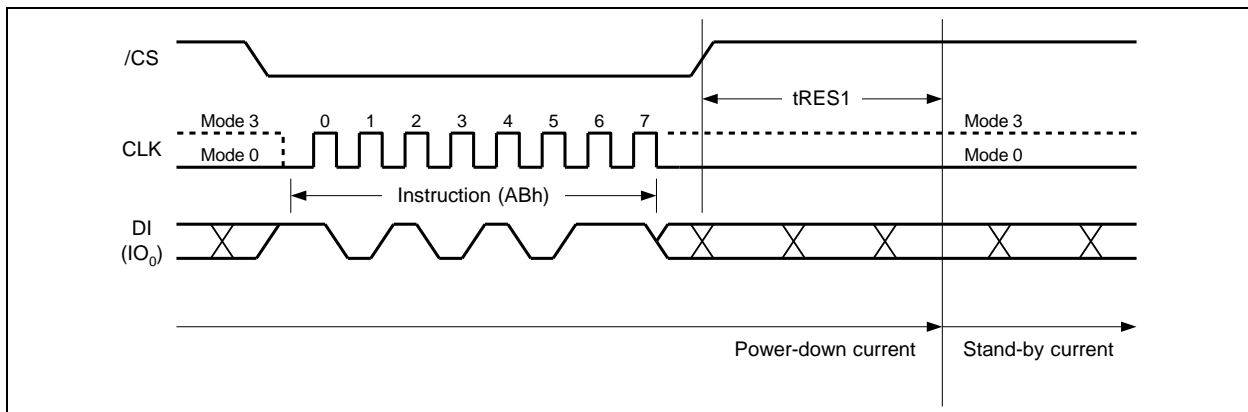 /CS
tRES1
Mode 3 0 1 2 3 4 5 6 7 Mode 3
CLK
Mode 0 Mode 0
Instruction (ABh)
DI
(IO₀)
Power-down current Stand-by current